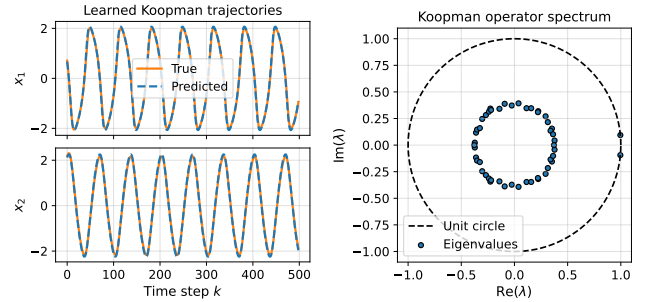 Learned Koopman trajectories
2
0
−2
x₁
True
Predicted
2
0
−2
x₂
0 100 200 300 400 500
Time step k
Koopman operator spectrum
1.00
0.75
0.50
0.25
0.00
−0.25
−0.50
−0.75
−1.00
Im(λ)
Unit circle
Eigenvalues
−1.0 −0.5 0.0 0.5 1.0
Re(λ)